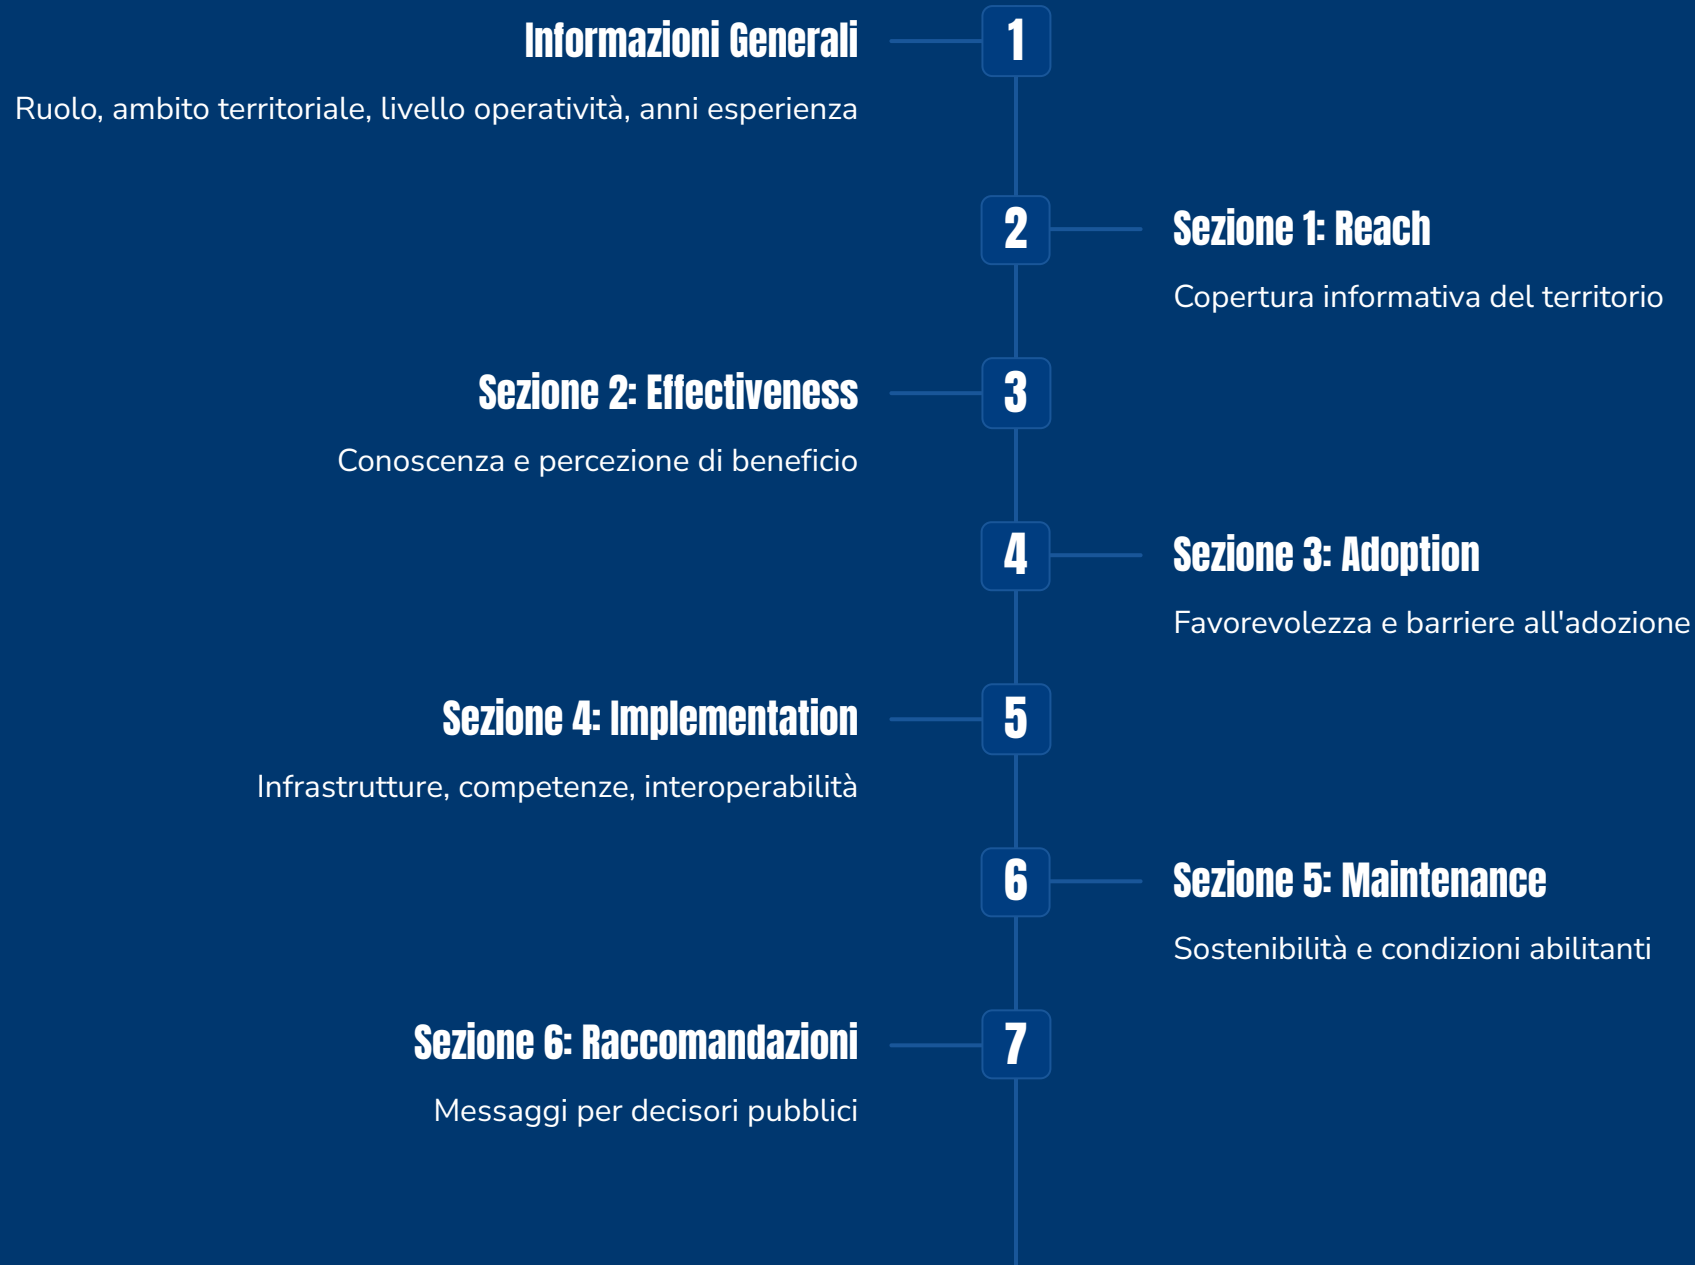 Informazioni Generali
1
Ruolo, ambito territoriale, livello operatività, anni esperienza
2
Sezione 1: Reach
Copertura informativa del territorio
Sezione 2: Effectiveness
3
Conoscenza e percezione di beneficio
4
Sezione 3: Adoption
Favorevolezza e barriere all'adozione
Sezione 4: Implementation
5
Infrastrutture, competenze, interoperabilità
6
Sezione 5: Maintenance
Sostenibilità e condizioni abilitanti
Sezione 6: Raccomandazioni
7
Messaggi per decisori pubblici